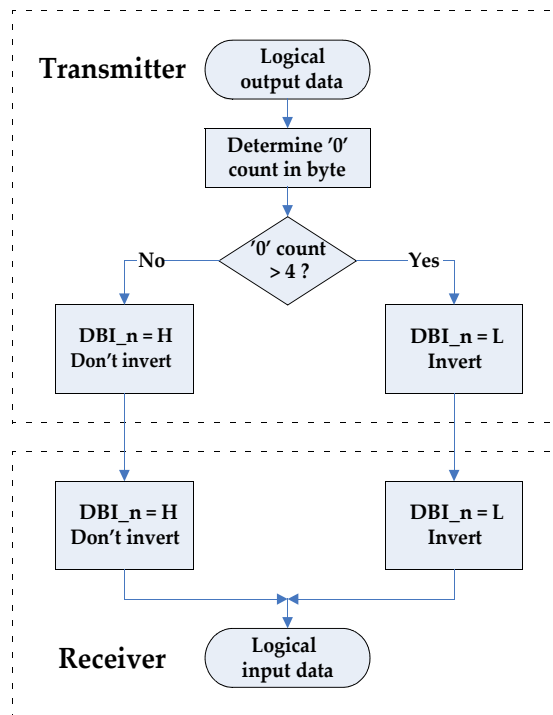 Transmitter
Logical
output data
Determine '0'
count in byte
'0' count
> 4 ?
No
Yes
DBI_n = H
Don't invert
DBI_n = L
Invert
DBI_n = H
Don't invert
DBI_n = L
Invert
Receiver
Logical
input data